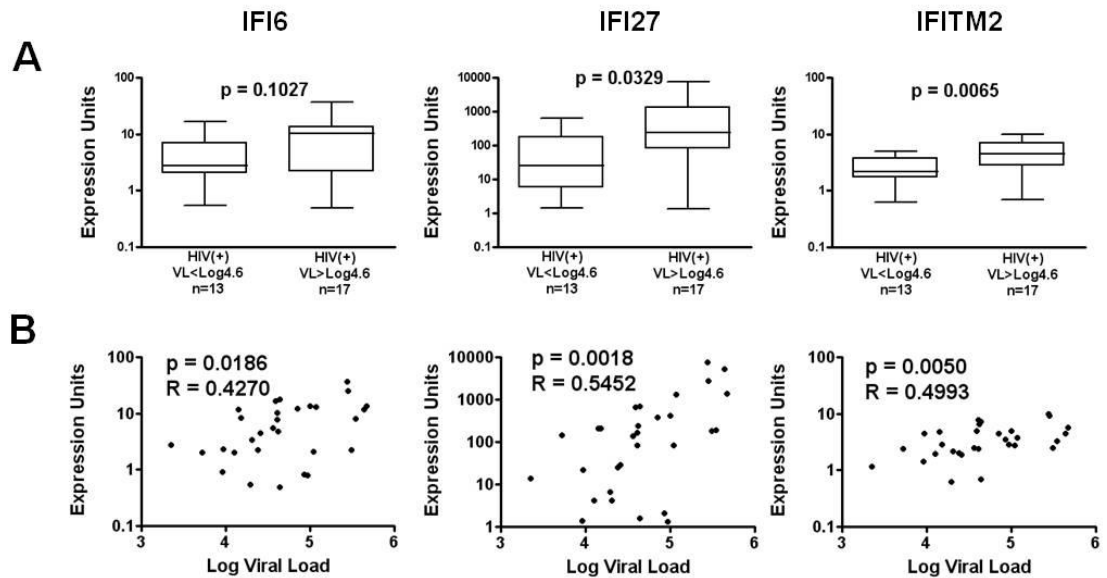 IFI6 IFI27 IFITM2
A
Expression Units
100
10
1
0.1
p = 0.1027
HIV(+)
VL<Log4.6
n=13
HIV(+)
VL>Log4.6
n=17
Expression Units
10000
1000
100
10
1
0.1
p = 0.0329
HIV(+)
VL<Log4.6
n=13
HIV(+)
VL>Log4.6
n=17
Expression Units
100
10
1
0.1
p = 0.0065
HIV(+)
VL<Log4.6
n=13
HIV(+)
VL>Log4.6
n=17
B
Expression Units
100
10
1
0.1
p = 0.0186
R = 0.4270
3 4 5 6
Log Viral Load
Expression Units
10000
1000
100
10
1
p = 0.0018
R = 0.5452
3 4 5 6
Log Viral Load
Expression Units
100
10
1
0.1
p = 0.0050
R = 0.4993
3 4 5 6
Log Viral Load